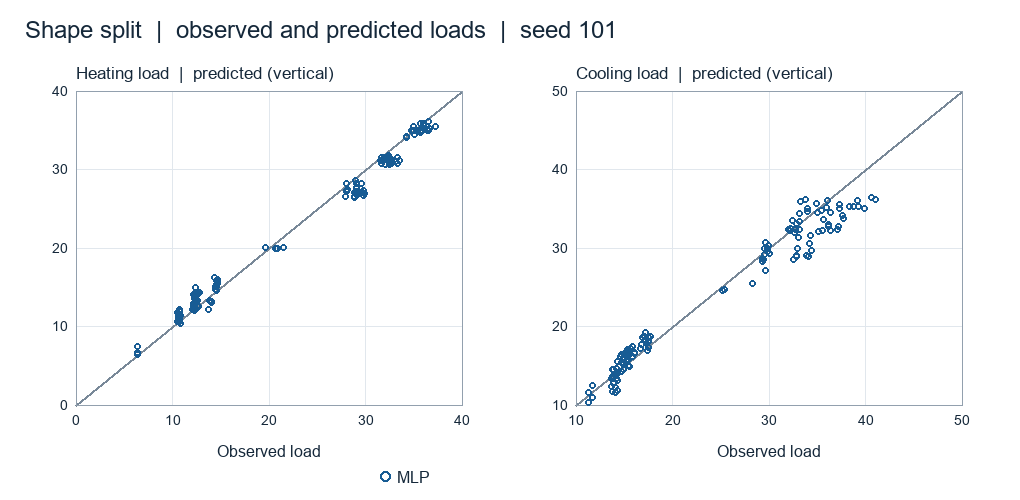 Shape split | observed and predicted loads | seed 101
Heating load | predicted (vertical)
40
30
20
10
0
0 10 20 30 40
Observed load
Cooling load | predicted (vertical)
50
40
30
20
10
10 20 30 40 50
Observed load
MLP